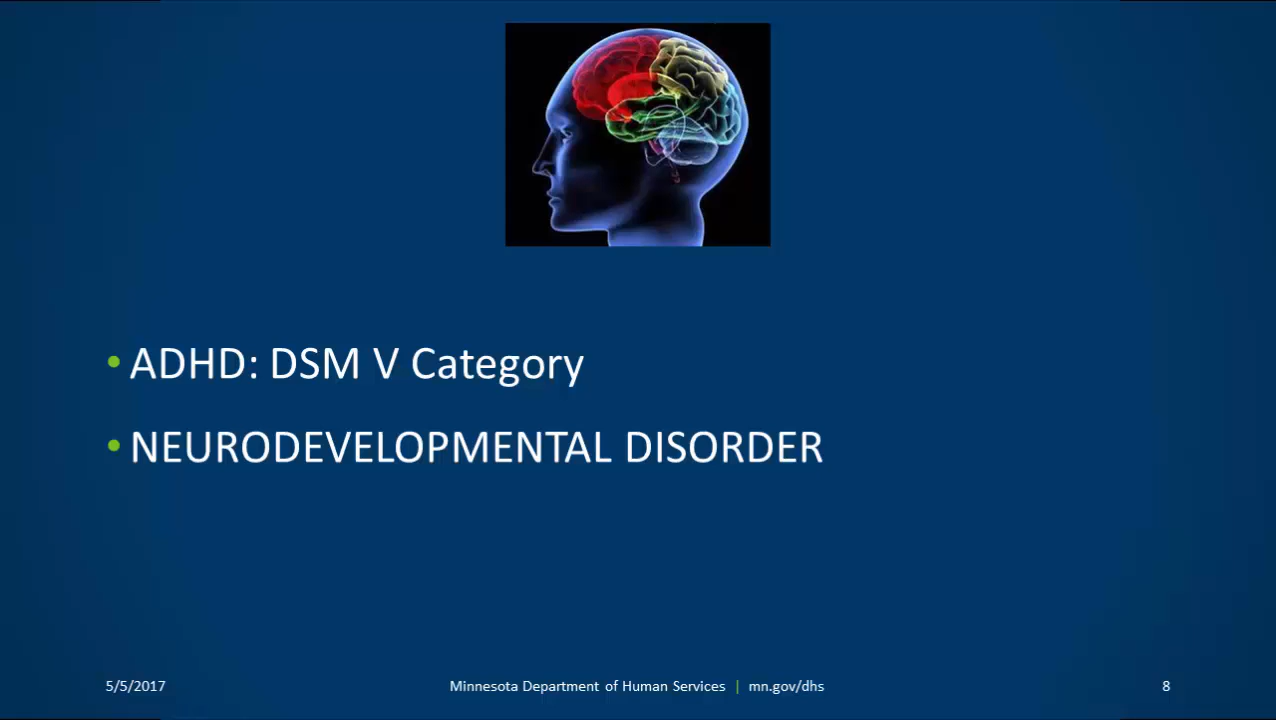 • ADHD: DSM V Category
• NEURODEVELOPMENTAL DISORDER
5/5/2017 Minnesota Department of Human Services | mn.gov/dhs 8